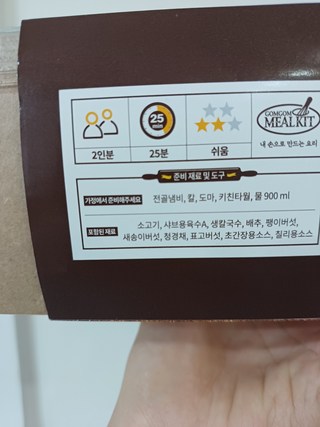 25
min
GOMGOM
MEALKIT
내 손으로 만드는 요리
2인분
25분
쉬움
준비 재료 및 도구
가정에서 준비해주세요
전골냄비, 칼, 도마, 키친타월, 물 900 ml
포함된 재료
소고기, 샤브용육수A, 생칼국수, 배추, 팽이버섯,
새송이버섯, 청경채, 표고버섯, 초간장용소스, 칠리용소스